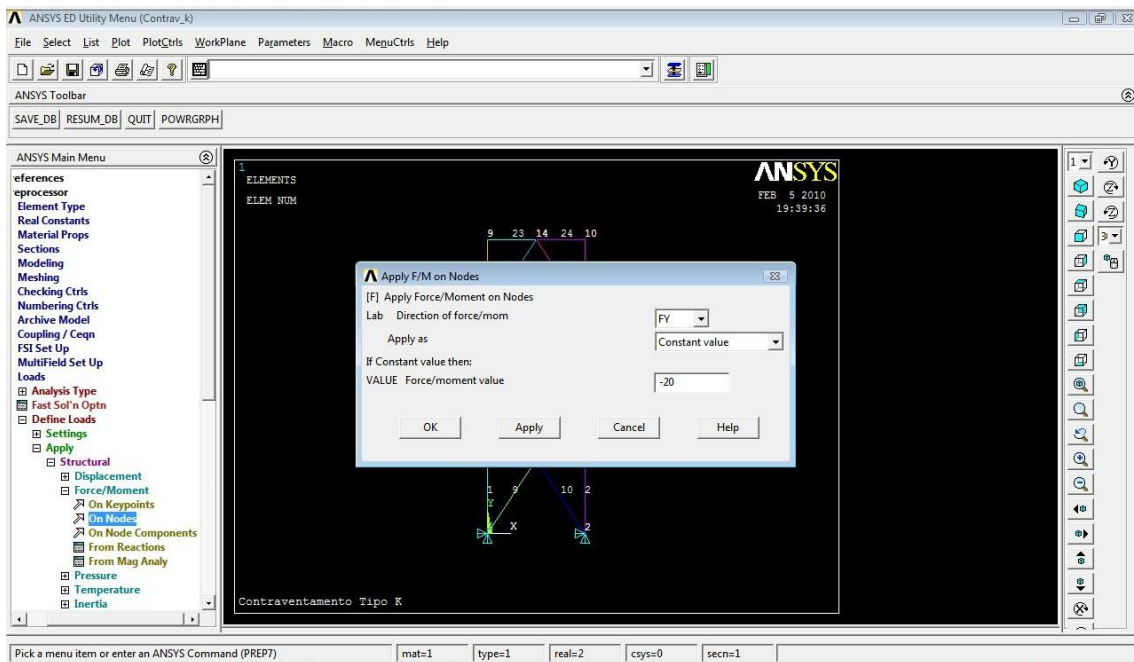 ANSYS ED Utility Menu (Contrav_k)
File Select List Plot PlotCtrls WorkPlane Parameters Macro MenuCtrls Help
ANSYS Toolbar
SAVE_DB RESUM_DB QUIT POWRGRPH
ANSYS Main Menu
eferences
eprocessor
Element Type
Real Constants
Material Props
Sections
Modeling
Meshing
Checking Ctrls
Numbering Ctrls
Archive Model
Coupling / Ceqn
FSI Set Up
MultiField Set Up
Loads
Analysis Type
Fast Sol'n Optn
Define Loads
Settings
Apply
Structural
Displacement
Force/Moment
On Keypoints
On Nodes
On Node Components
From Reactions
From Mag Analy
Pressure
Temperature
Inertia
1
ELEMENTS
ELEM NUM
ANSYS
FEB 5 2010
19:39:36
9 23 14 24 10
Apply F/M on Nodes
[F] Apply Force/Moment on Nodes
Lab Direction of force/mom FY
Apply as Constant value
If Constant value then:
VALUE Force/moment value -20
OK Apply Cancel Help
1 9 10 2
Y
X 2
Contraventamento Tipo K
1
Pick a menu item or enter an ANSYS Command (PREP7) mat=1 type=1 real=2 csys=0 secn=1